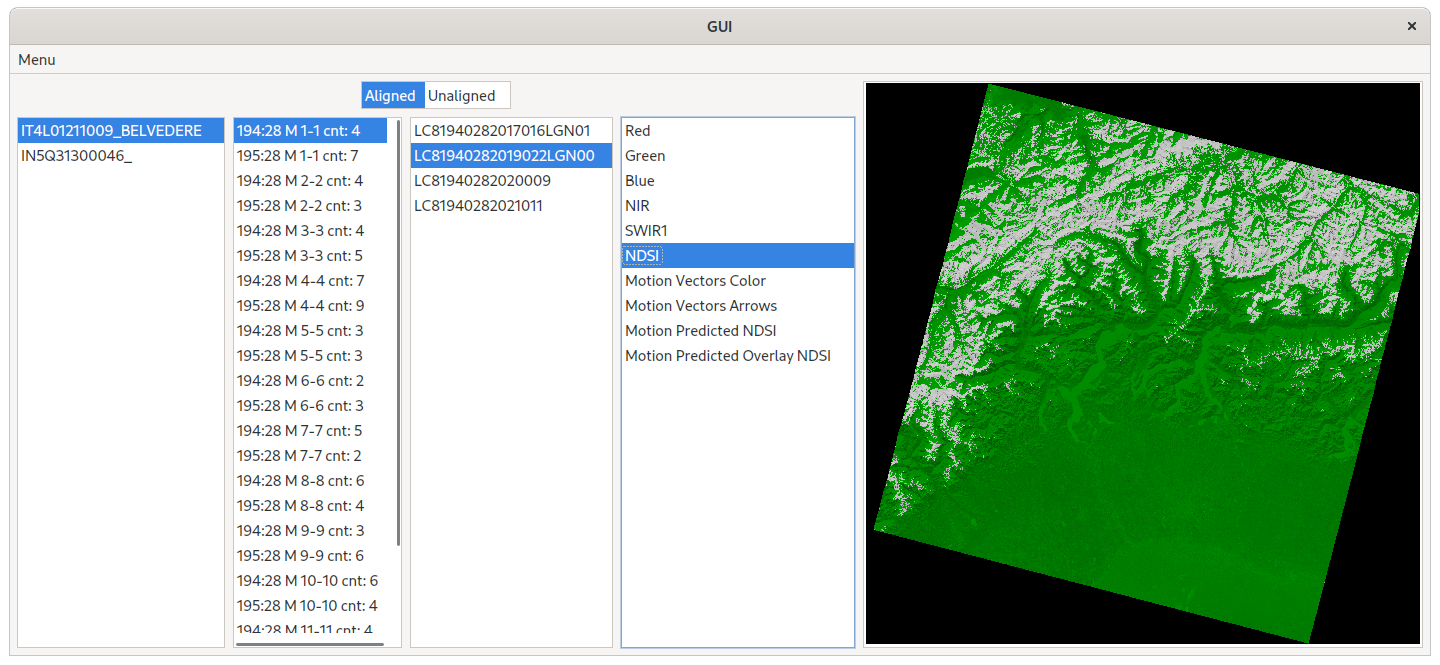 GUI
×
Menu
Aligned Unaligned
IT4L01211009_BELVEDERE
IN5Q31300046_
194:28 M 1-1 cnt: 4
195:28 M 1-1 cnt: 7
194:28 M 2-2 cnt: 4
195:28 M 2-2 cnt: 3
194:28 M 3-3 cnt: 4
195:28 M 3-3 cnt: 5
194:28 M 4-4 cnt: 7
195:28 M 4-4 cnt: 9
194:28 M 5-5 cnt: 3
195:28 M 5-5 cnt: 3
194:28 M 6-6 cnt: 2
195:28 M 6-6 cnt: 3
194:28 M 7-7 cnt: 5
195:28 M 7-7 cnt: 2
194:28 M 8-8 cnt: 6
195:28 M 8-8 cnt: 4
194:28 M 9-9 cnt: 3
195:28 M 9-9 cnt: 6
194:28 M 10-10 cnt: 6
195:28 M 10-10 cnt: 4
194:28 M 11-11 cnt: 4
LC81940282017016LGN01
LC81940282019022LGN00
LC81940282020009
LC81940282021011
Red
Green
Blue
NIR
SWIR1
NDSI
Motion Vectors Color
Motion Vectors Arrows
Motion Predicted NDSI
Motion Predicted Overlay NDSI